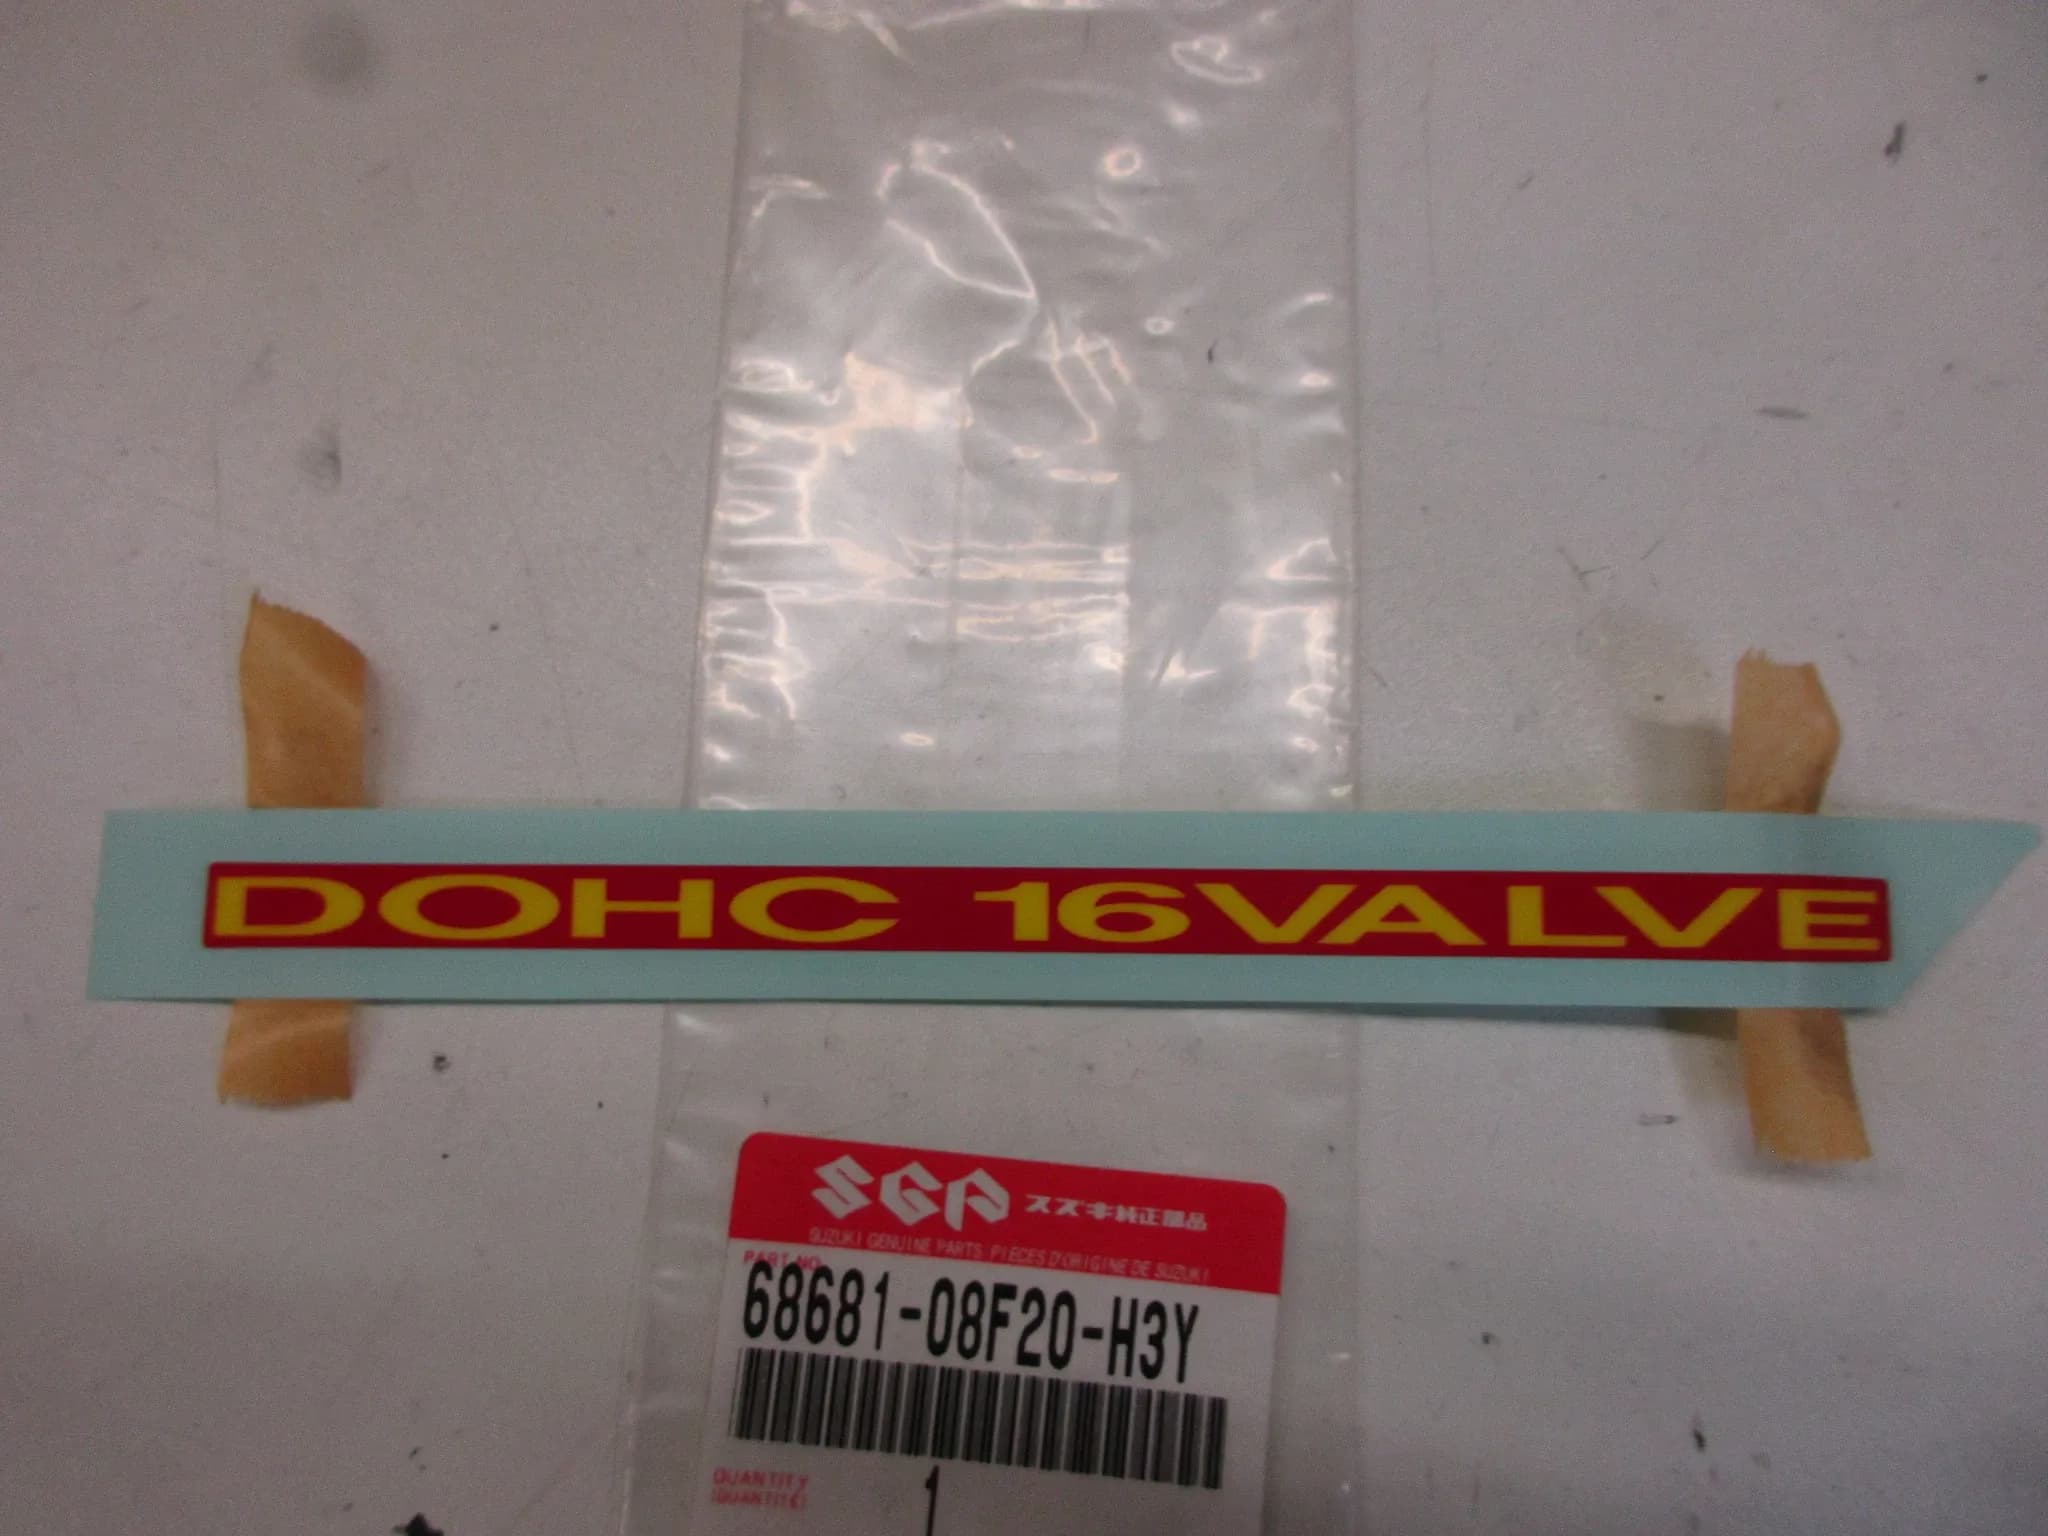 DOHC 16VALVE
SGP スズキ純正部品
SUZUKI GENUINE PARTS PIÈCES D'ORIGINE DE SUZUKI
PART NO.
68681-08F20-H3Y
QUANTITY
(QUANTITÉ)
1